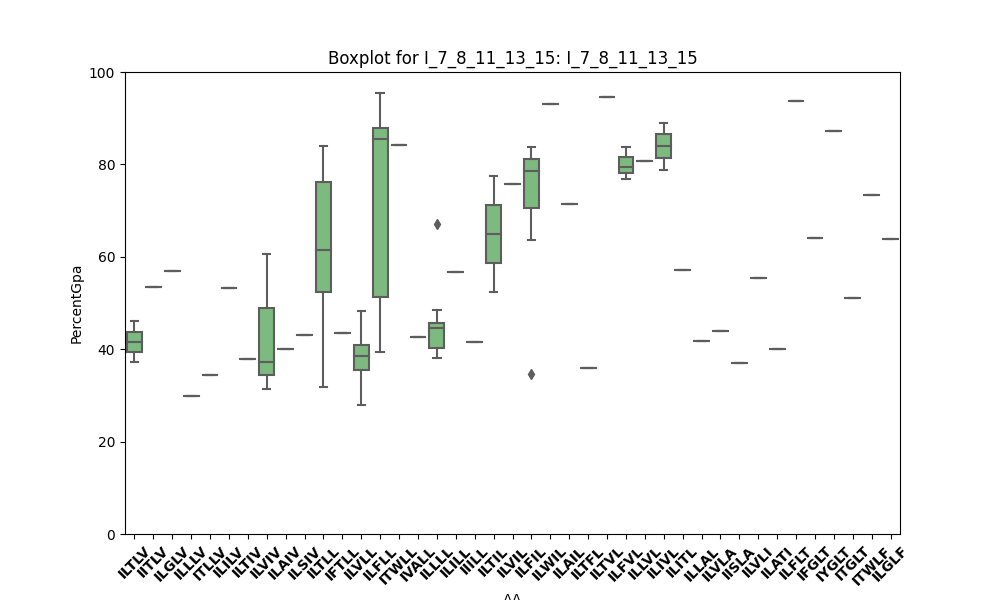 Boxplot for I_7_8_11_13_15: I_7_8_11_13_15
100
80
60
40
20
0
PercentGpa
ILTLV
IITLV
ILGLV
ILLLV
ITLLV
ILILV
ILTIV
ILVIV
ILAIV
ILSIV
ILTLL
IFTLL
ILVLL
ILFLL
ITWLL
IVALL
ILLLL
ILILL
IIILL
ILTIL
ILVIL
ILFIL
ILWIL
ILAIL
ILTFL
ILTVL
ILFVL
ILLVL
ILIVL
ILITL
ILLAL
ILVLA
IISLA
ILVLI
ILATI
ILFLT
IFGLT
IYGLT
ITGLT
ITWLF
ILGLF
AA